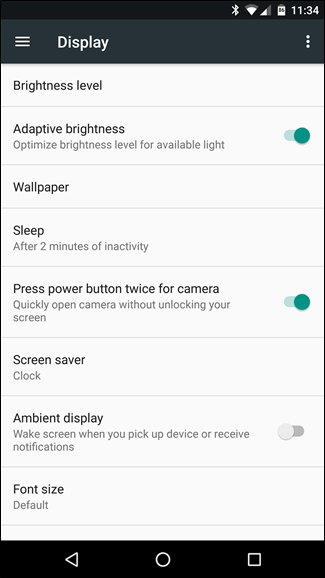 11:34
Display
Brightness level
Adaptive brightness
Optimize brightness level for available light
Wallpaper
Sleep
After 2 minutes of inactivity
Press power button twice for camera
Quickly open camera without unlocking your
screen
Screen saver
Clock
Ambient display
Wake screen when you pick up device or receive
notifications
Font size
Default